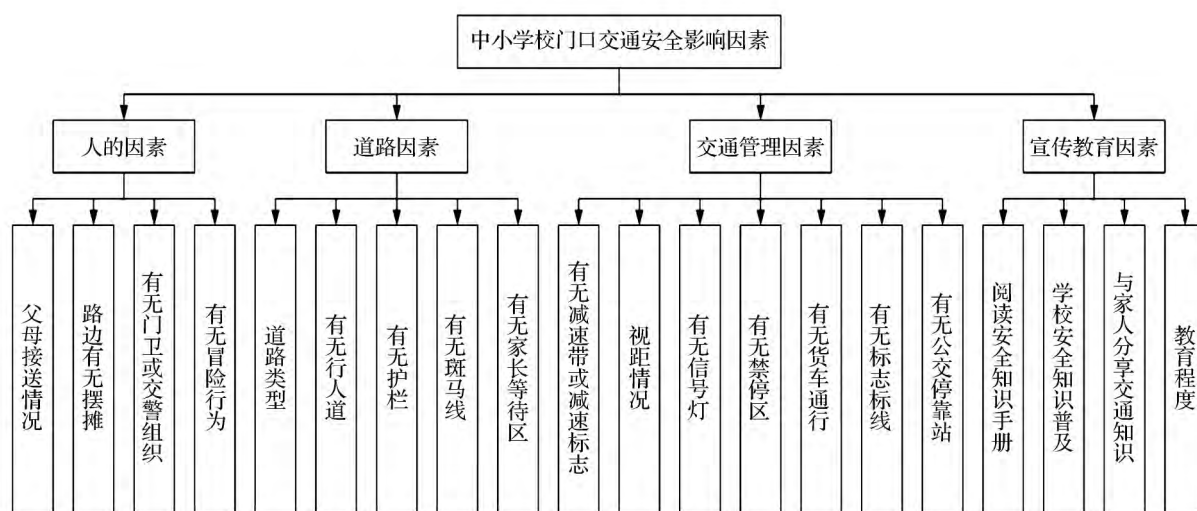 中小学校门口交通安全影响因素
人的因素
道路因素
交通管理因素
宣传教育因素
父母接送情况
路边有无摆摊
有无门卫或交警组织
有无冒险行为
道路类型
有无行人道
有无护栏
有无斑马线
有无家长等待区
有无减速带或减速标志
视距情况
有无信号灯
有无禁停区
有无货车通行
有无标志标线
有无公交停靠站
阅读安全知识手册
学校安全知识普及
与家人分享交通知识
教育程度